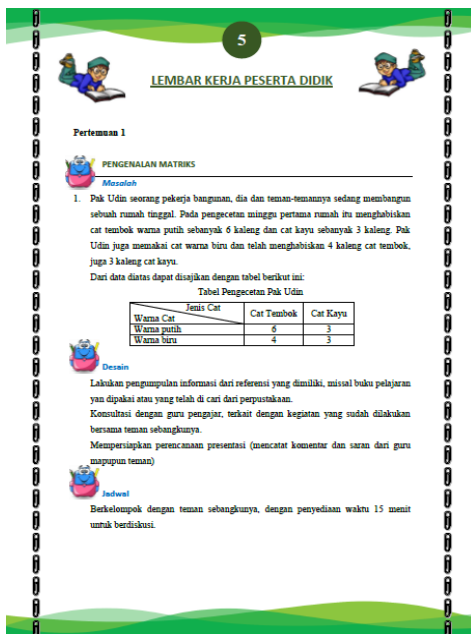 5
LEMBAR KERJA PESERTA DIDIK
Pertemuan 1
PENGENALAN MATRIKS
Masalah
1. Pak Udin seorang pekerja bangunan, dia dan teman-temannya sedang membangun
sebuah rumah tinggal. Pada pengecetan minggu pertama rumah itu menghabiskan
cat tembok warna putih sebanyak 6 kaleng dan cat kayu sebanyak 3 kaleng. Pak
Udin juga memakai cat warna biru dan telah menghabiskan 4 kaleng cat tembok,
juga 3 kaleng cat kayu.
Dari data diatas dapat disajikan dengan tabel berikut ini:
Tabel Pengecetan Pak Udin
Jenis Cat
Warna Cat Cat Tembok Cat Kayu
Warna putih 6 3
Warna biru 4 3
Desain
Lakukan pengumpulan informasi dari referensi yang dimiliki, missal buku pelajaran
yan dipakai atau yang telah di cari dari perpustakaan.
Konsultasi dengan guru pengajar, terkait dengan kegiatan yang sudah dilakukan
bersama teman sebangkunya.
Mempersiapkan perencanaan presentasi (mencatat komentar dan saran dari guru
mapupun teman)
Jadwal
Berkelompok dengan teman sebangkunya, dengan penyediaan waktu 15 menit
untuk berdiskusi.